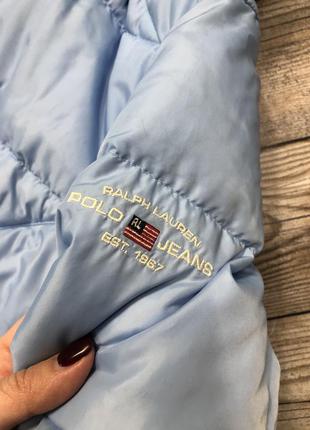 RALPH LAUREN
POLO RL JEANS
EST. 1967